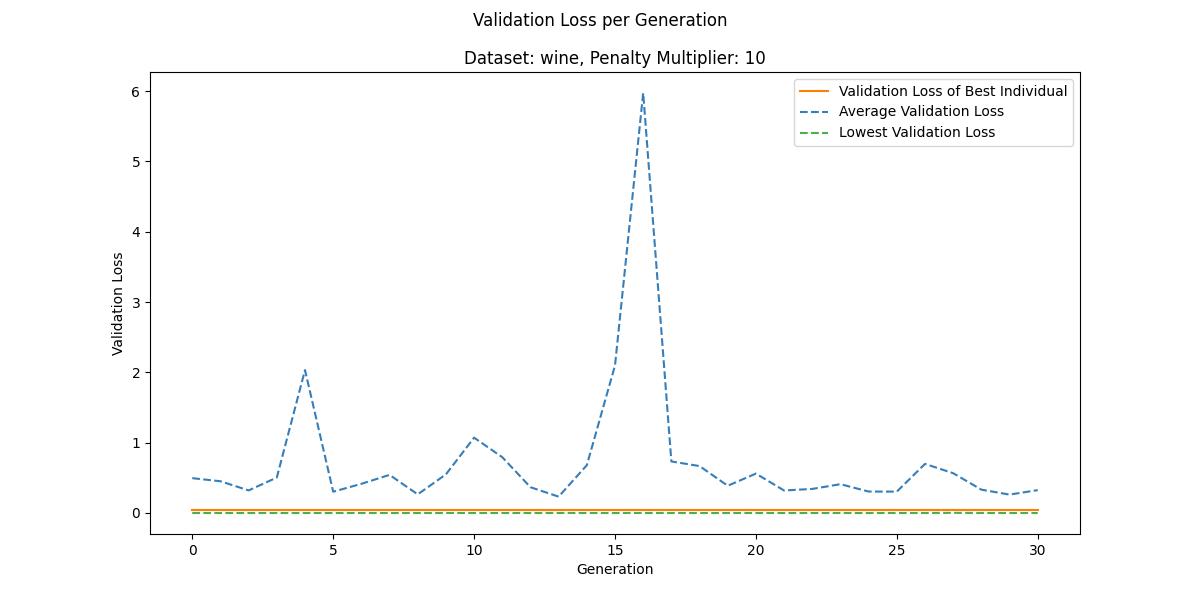 Validation Loss per Generation
Dataset: wine, Penalty Multiplier: 10
Validation Loss of Best Individual
Average Validation Loss
Lowest Validation Loss
Validation Loss
6
5
4
3
2
1
0
0 5 10 15 20 25 30
Generation